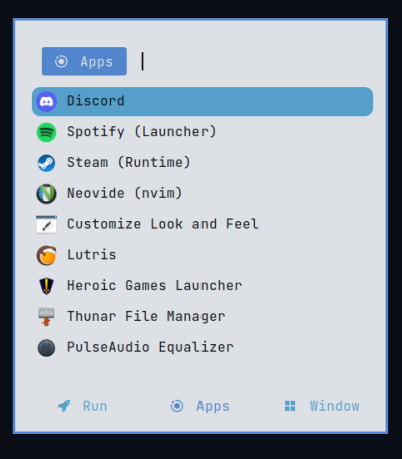 Apps
Discord
Spotify (Launcher)
Steam (Runtime)
Neovide (nvim)
Customize Look and Feel
Lutris
Heroic Games Launcher
Thunar File Manager
PulseAudio Equalizer
Run Apps Window